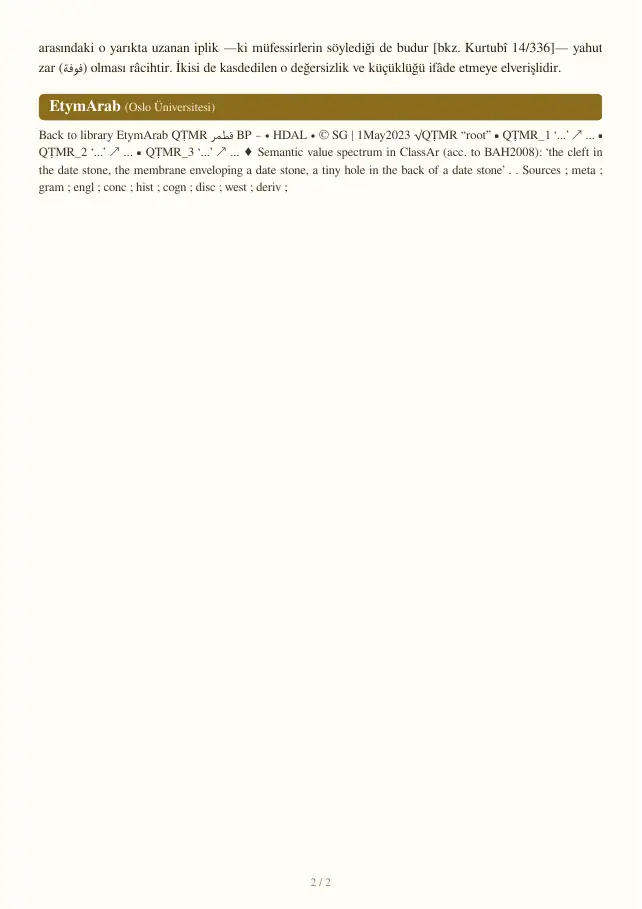 arasındaki o yarıkta uzanan iplik —ki müfessirlerin söylediği de budur [bkz. Kurtubî 14/336]— yahut
zar (فوفة) olması râcihtir. İkisi de kasdedilen o değersizlik ve küçüklüğü ifâde etmeye elverişlidir.
EtymArab (Oslo Üniversitesi)
Back to library EtymArab QṬMR قطمر BP – • HDAL • © SG | 1May2023 √QṬMR “root” ▪ QṬMR_1 ‘...’ ↗ ... ▪
QṬMR_2 ‘...’ ↗ ... ▪ QṬMR_3 ‘...’ ↗ ... ♦ Semantic value spectrum in ClassAr (acc. to BAH2008): ‘the cleft in
the date stone, the membrane enveloping a date stone, a tiny hole in the back of a date stone’ . . Sources ; meta ;
gram ; engl ; conc ; hist ; cogn ; disc ; west ; deriv ;
2 / 2